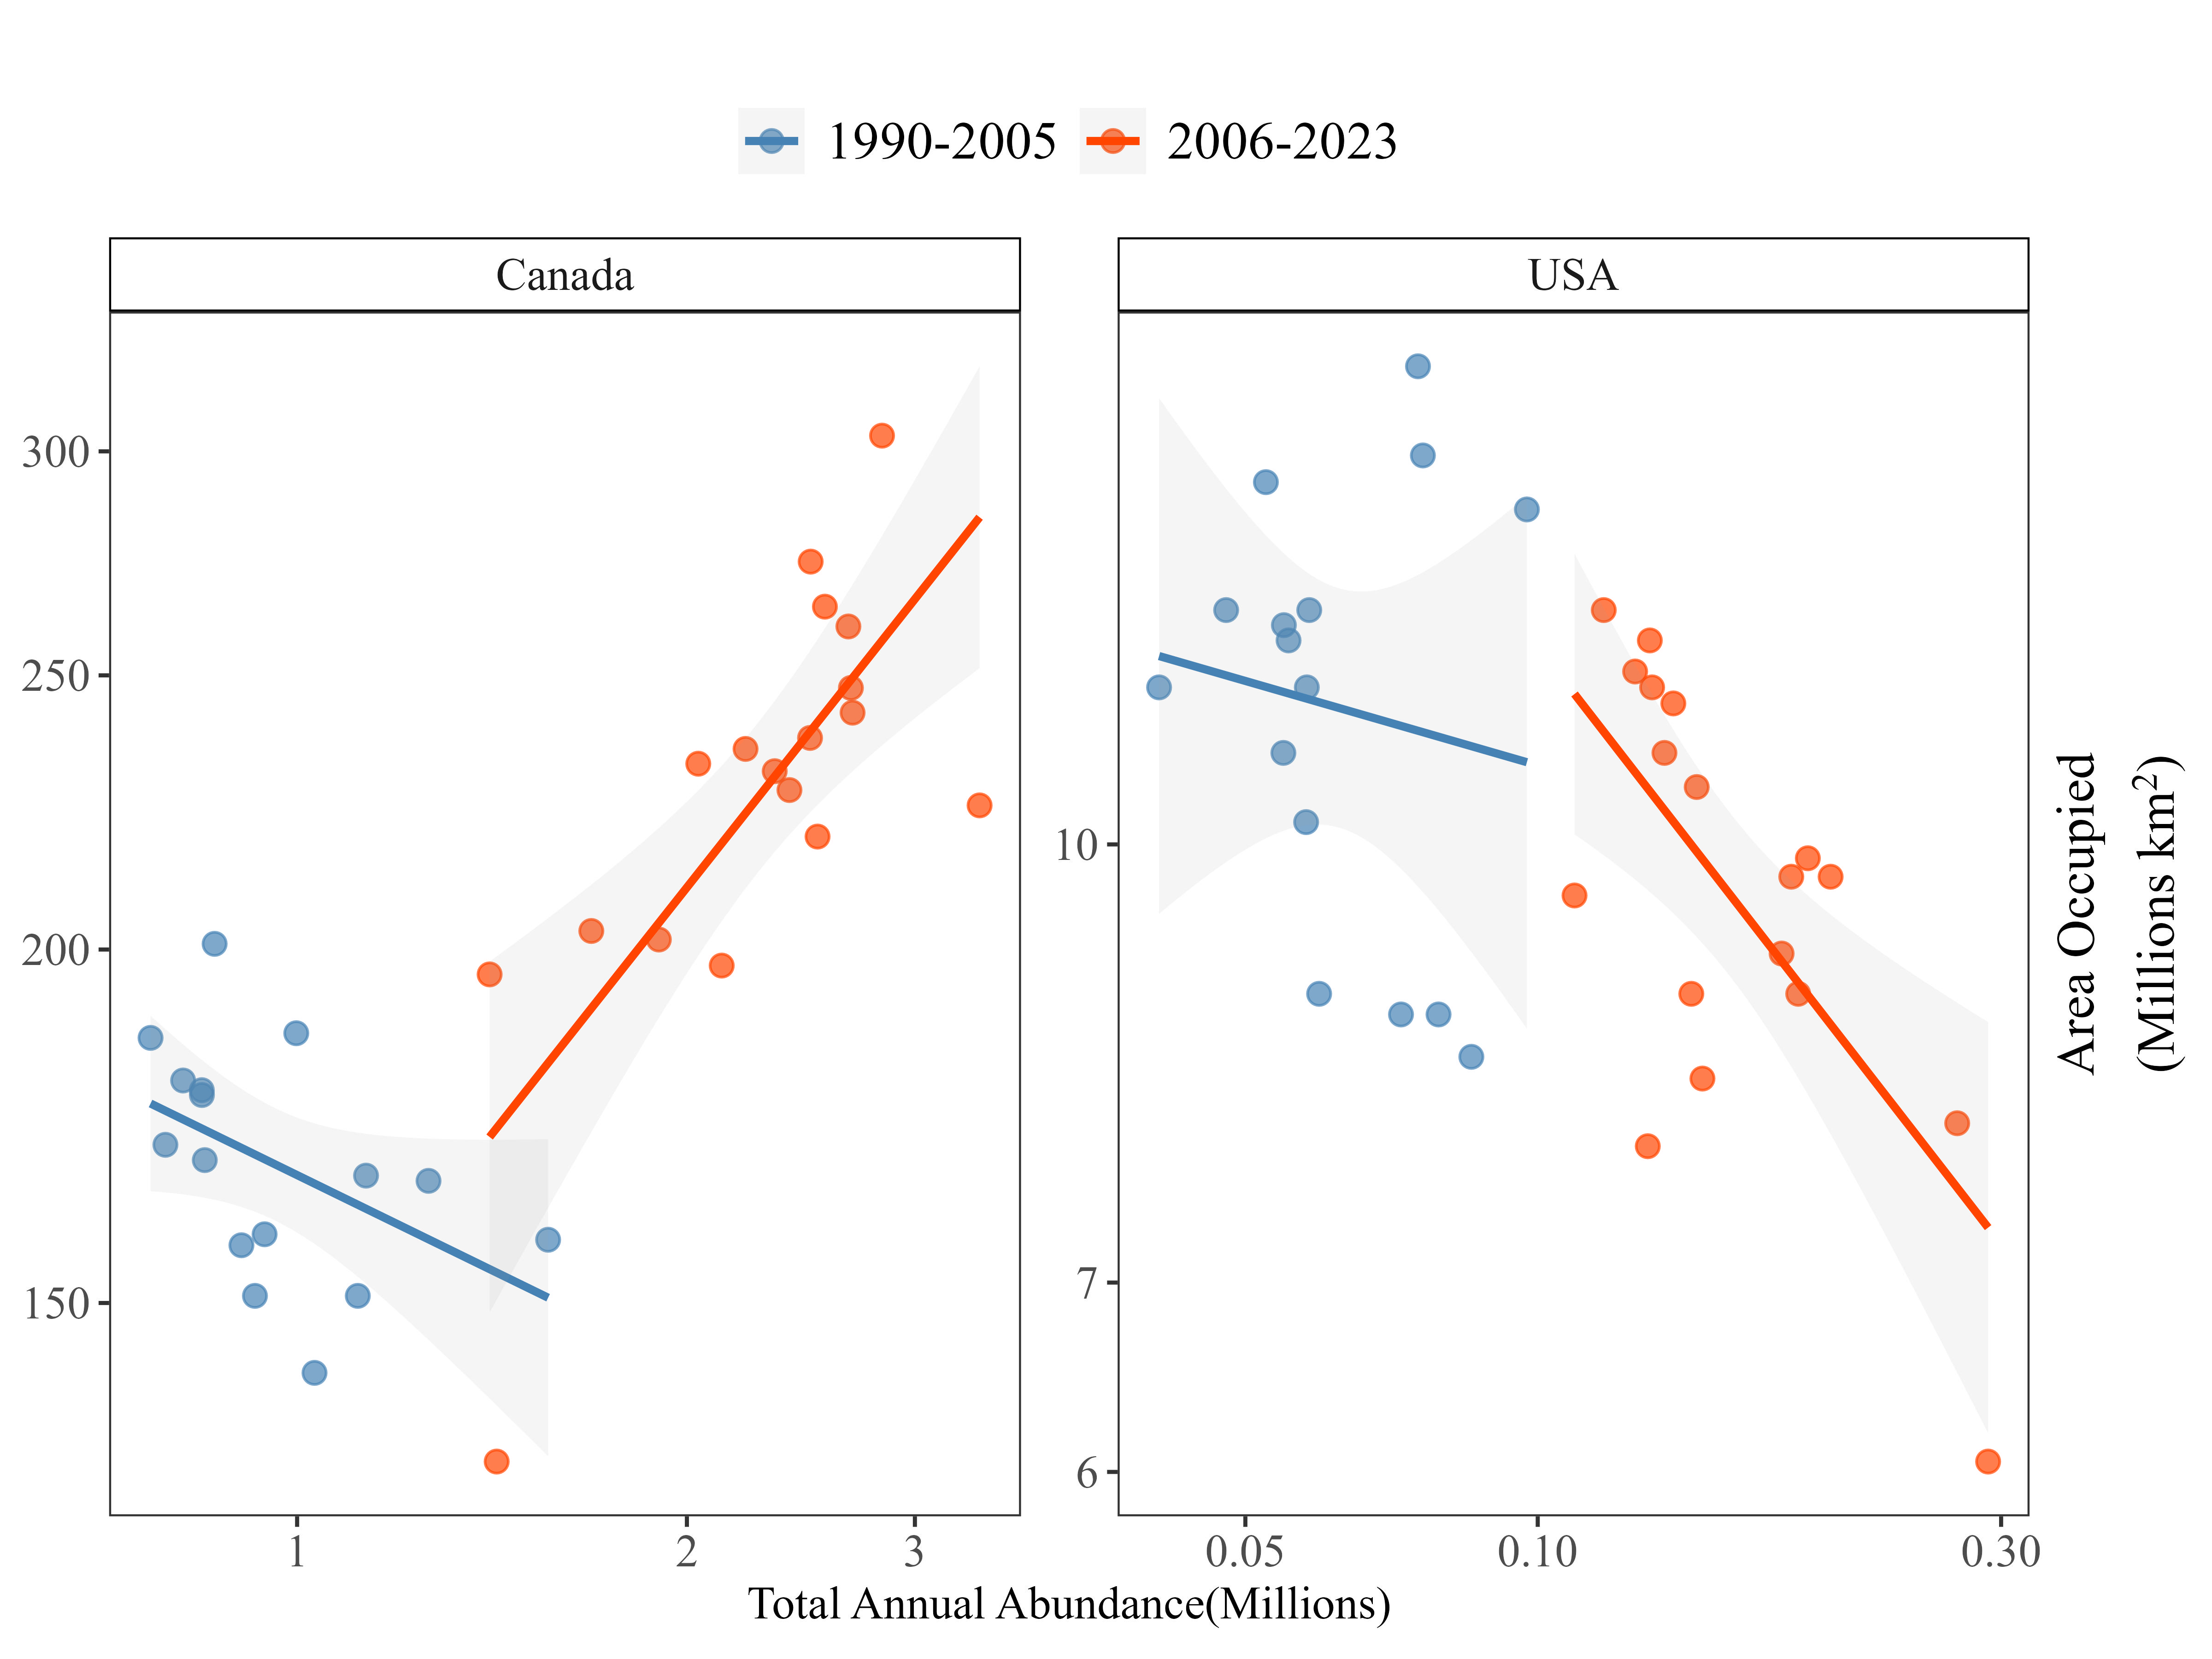 1990-2005 2006-2023
Canada
USA
300
250
200
150
10
7
6
1 2 3
0.05 0.10 0.30
Total Annual Abundance(Millions)
Area Occupied
(Millions km²)